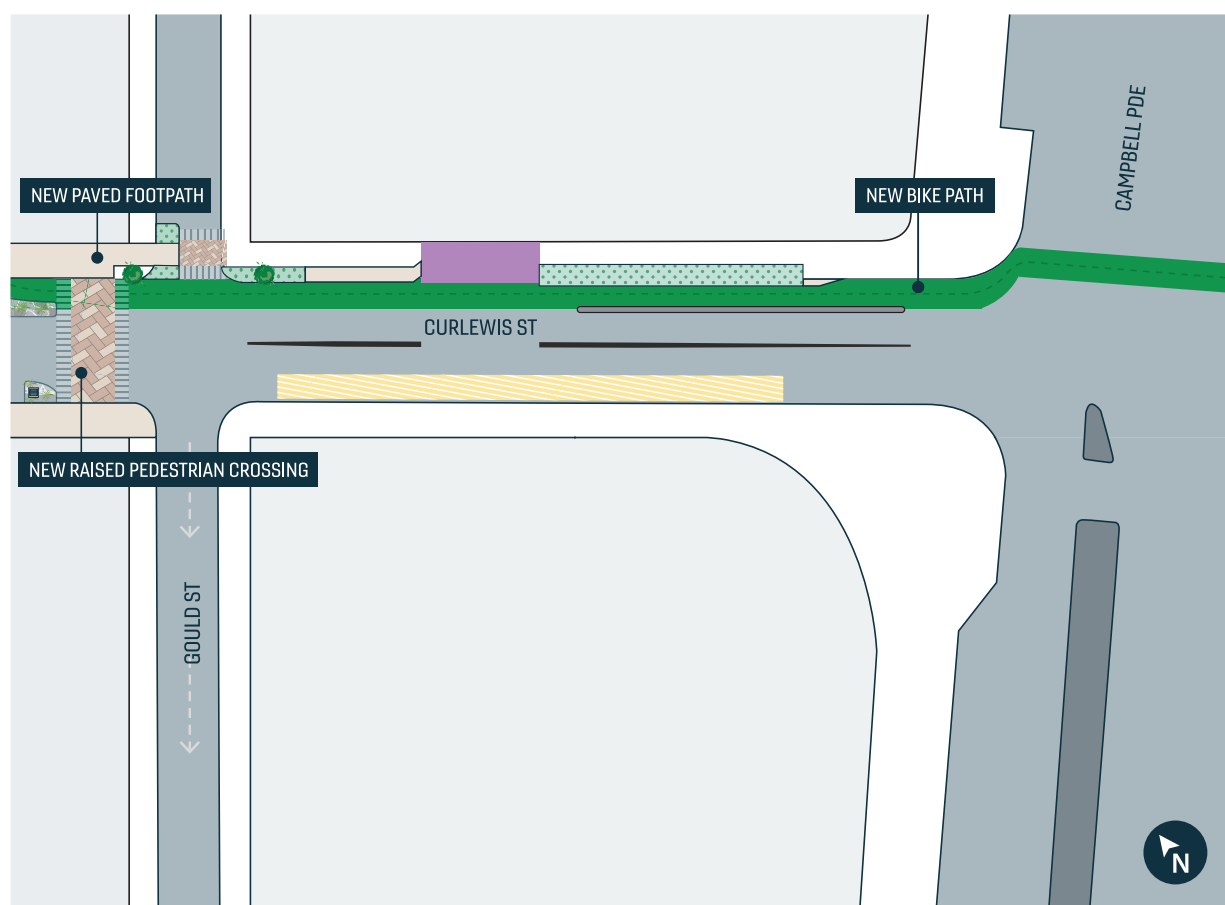 CAMPBELL PDE
NEW PAVED FOOTPATH
NEW BIKE PATH
CURLEWIS ST
NEW RAISED PEDESTRIAN CROSSING
GOULD ST
N